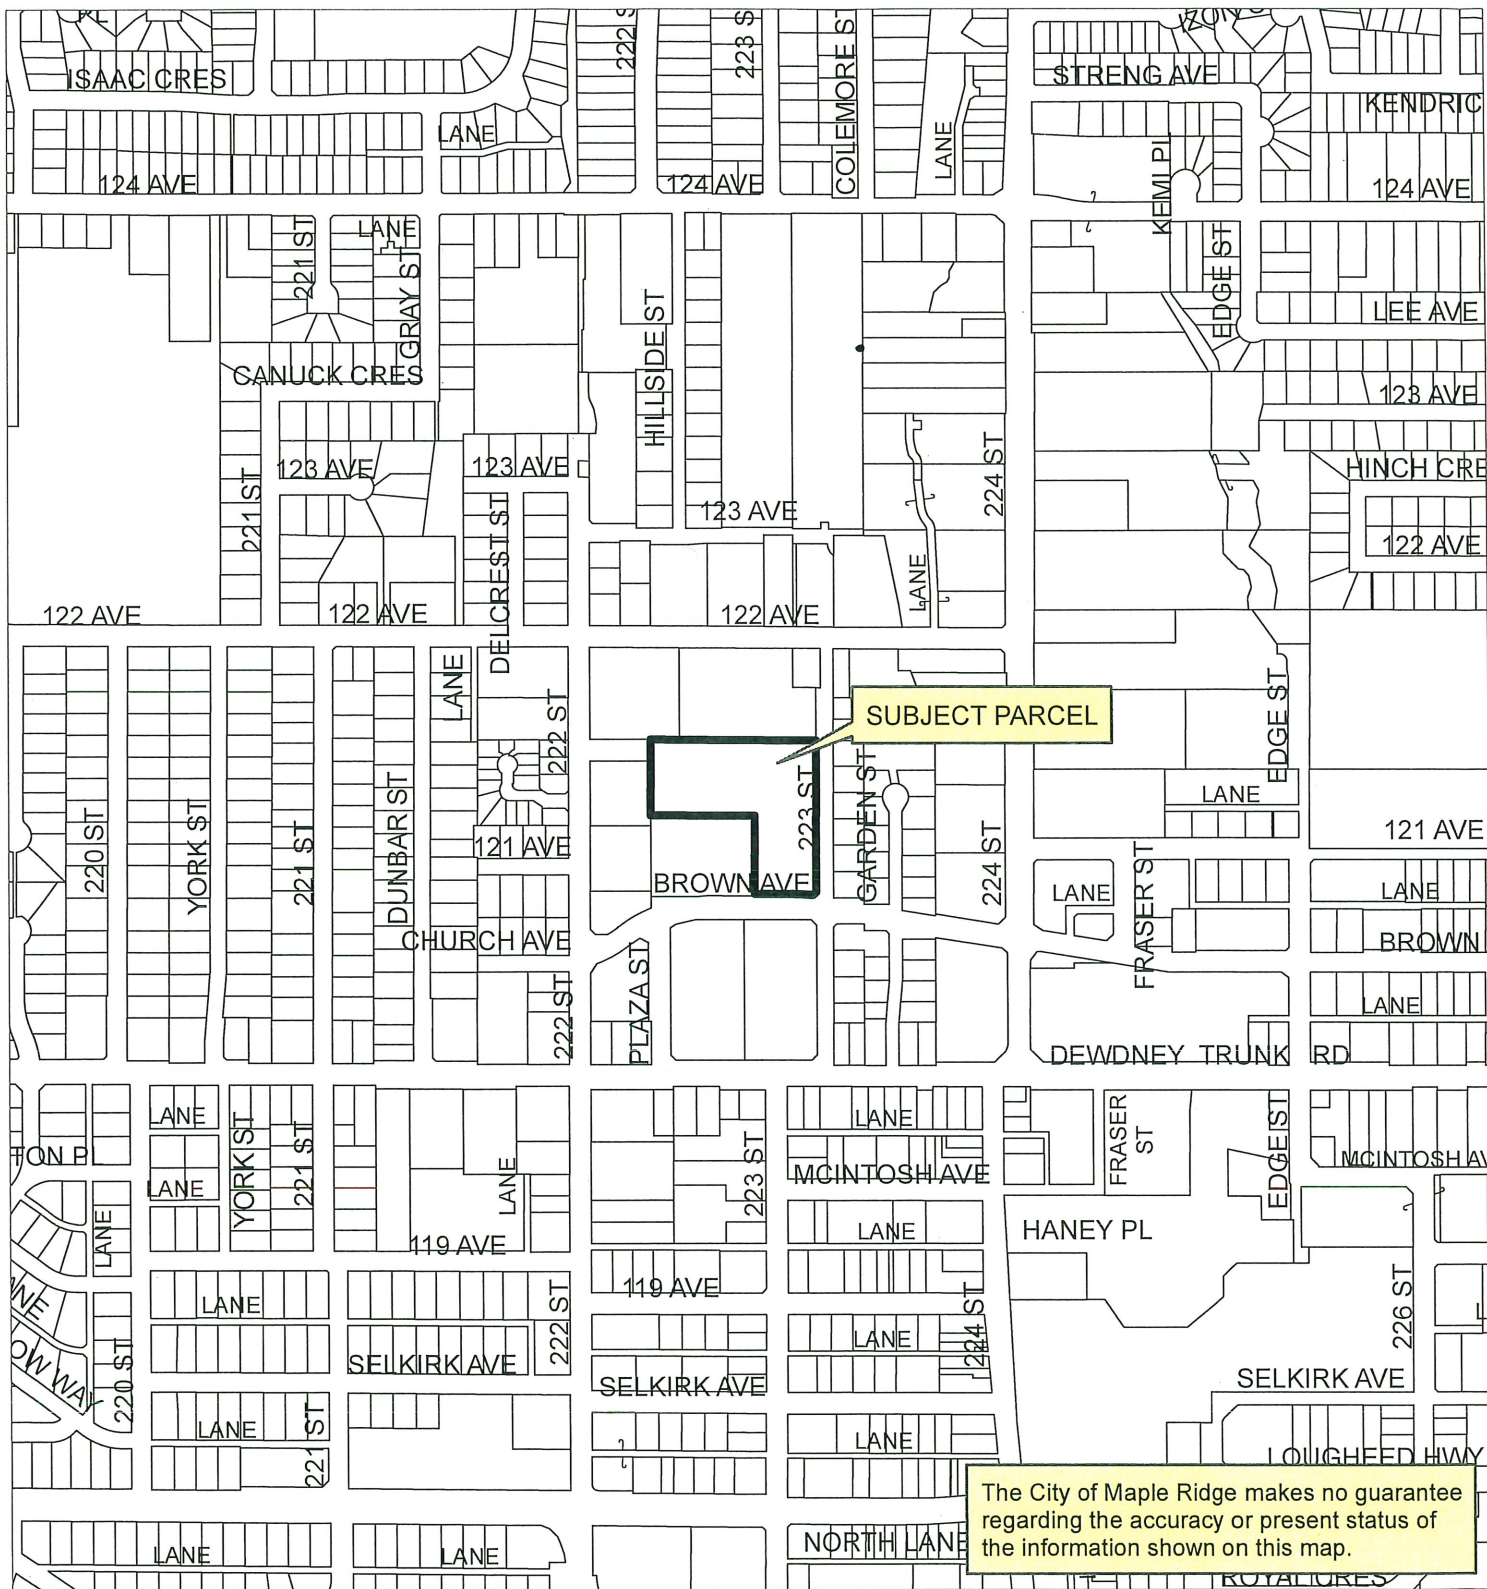 PL
222 S
223 S
COLEMORE ST
IZON
ISAAC CRES
STRENG AVE
KENDRIC
LANE
LANE
KEMI PL
124 AVE
124 AVE
124 AVE
221 ST
LANE
GRAY ST
HILLSIDE ST
EDGE ST
LEE AVE
CANUCK CRES
123 AVE
221 ST
123 AVE
123 AVE
224 ST
HINCH CRE
DELCREST ST
123 AVE
122 AVE
LANE
122 AVE
122 AVE
122 AVE
LANE
222 ST
SUBJECT PARCEL
EDGE ST
220 ST
YORK ST
221 ST
DUNBAR ST
121 AVE
223 ST
GARDEN ST
224 ST
LANE
121 AVE
BROWN AVE
LANE
FRASER ST
LANE
CHURCH AVE
BROWN
222 ST
PLAZA ST
LANE
DEWDNEY TRUNK RD
LANE
YORK ST
221 ST
LANE
223 ST
LANE
FRASER
ST
EDGE ST
TON PL
MCINTOSH AVE
MCINTOSH AV
LANE
LANE
LANE
HANEY PL
119 AVE
119 AVE
NE
LANE
222 ST
224 ST
226 ST
L
LANE
OW WAY
220 ST
SELKIRK AVE
SELKIRK AVE
SELKIRK AVE
LANE
221 ST
LANE
LOUGHEED HWY
The City of Maple Ridge makes no guarantee
regarding the accuracy or present status of
the information shown on this map.
LANE
LANE
NORTH LANE
ROYAL CRES